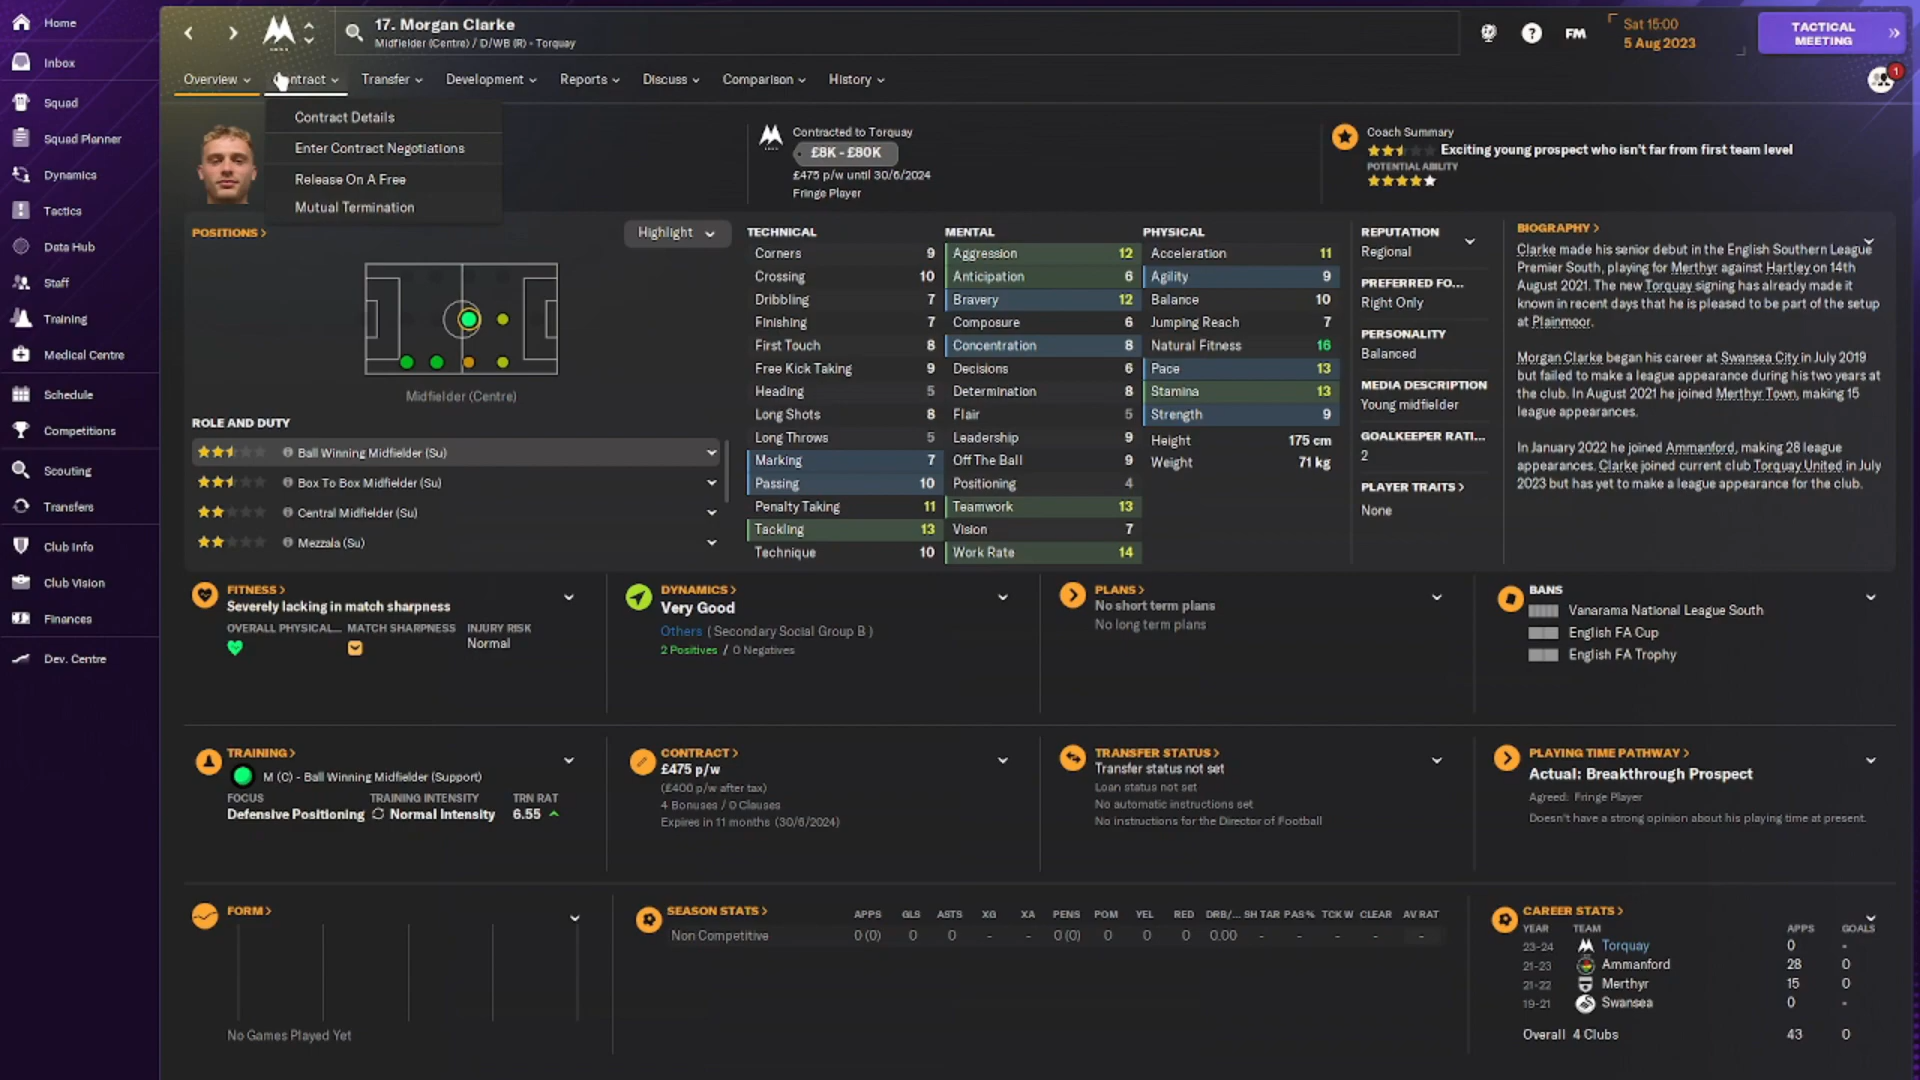 Home
Inbox
Squad
Squad Planner
Dynamics
Tactics
Data Hub
Staff
Training
Medical Centre
Schedule
Competitions
Scouting
Transfers
Club Info
Club Vision
Finances
Dev. Centre
17. Morgan Clarke
Midfielder (Centre) / D/WB (R) - Torquay
?
FM
Sat 15:00
5 Aug 2023
TACTICAL MEETING
1
Overview
Transfer
Development
Reports
Discuss
Comparison
History
Contract Details
Enter Contract Negotiations
Release On A Free
Mutual Termination
Contracted to Torquay
£8K - £80K
£475 p/w until 30/6/2024
Fringe Player
Coach Summary
Exciting young prospect who isn't far from first team level
POTENTIAL ABILITY
POSITIONS
Highlight
Midfielder (Centre)
ROLE AND DUTY
Ball Winning Midfielder (Su)
Box To Box Midfielder (Su)
Central Midfielder (Su)
Mezzala (Su)
TECHNICAL
Corners 9
Crossing 10
Dribbling 7
Finishing 7
First Touch 8
Free Kick Taking 9
Heading 5
Long Shots 8
Long Throws 5
Marking 7
Passing 10
Penalty Taking 11
Tackling 13
Technique 10
MENTAL
Aggression 12
Anticipation 6
Bravery 12
Composure 6
Concentration 8
Decisions 6
Determination 8
Flair 5
Leadership 9
Off The Ball 9
Positioning 4
Teamwork 13
Vision 7
Work Rate 14
PHYSICAL
Acceleration 11
Agility 9
Balance 10
Jumping Reach 7
Natural Fitness 16
Pace 13
Stamina 13
Strength 9
Height 175 cm
Weight 71 kg
REPUTATION
Regional
PREFERRED FO...
Right Only
PERSONALITY
Balanced
MEDIA DESCRIPTION
Young midfielder
GOALKEEPER RATI...
2
PLAYER TRAITS
None
BIOGRAPHY
Clarke made his senior debut in the English Southern League
Premier South, playing for Merthyr against Hartley on 14th
August 2021. The new Torquay signing has already made it
known in recent days that he is pleased to be part of the setup
at Plainmoor.
Morgan Clarke began his career at Swansea City in July 2019
but failed to make a league appearance during his two years at
the club. In August 2021 he joined Merthyr Town, making 15
league appearances.
In January 2022 he joined Ammanford, making 28 league
appearances. Clarke joined current club Torquay United in July
2023 but has yet to make a league appearance for the club.
FITNESS
Severely lacking in match sharpness
OVERALL PHYSICAL... MATCH SHARPNESS INJURY RISK
Normal
DYNAMICS
Very Good
Others ( Secondary Social Group B )
2 Positives / 0 Negatives
PLANS
No short term plans
No long term plans
BANS
Vanarama National League South
English FA Cup
English FA Trophy
TRAINING
M (C) - Ball Winning Midfielder (Support)
FOCUS TRAINING INTENSITY TRN RAT
Defensive Positioning Normal Intensity 6.55
CONTRACT
£475 p/w
(£400 p/w after tax)
4 Bonuses / 0 Clauses
Expires in 11 months (30/6/2024)
TRANSFER STATUS
Transfer status not set
Loan status not set
No automatic instructions set
No instructions for the Director of Football
PLAYING TIME PATHWAY
Actual: Breakthrough Prospect
Agreed: Fringe Player
Doesn't have a strong opinion about his playing time at present.
FORM
No Games Played Yet
SEASON STATS APPS GLS ASTS XG XA PENS POM YEL RED DRB/... SH TAR PAS% TCK W CLEAR AV RAT
Non Competitive 0 (0) 0 0 - - 0 (0) 0 0 0 0.00 - - - - -
CAREER STATS
YEAR TEAM APPS GOALS
23-24 Torquay 0 -
21-23 Ammanford 28 0
21-22 Merthyr 15 0
19-21 Swansea 0 -
Overall 4 Clubs 43 0